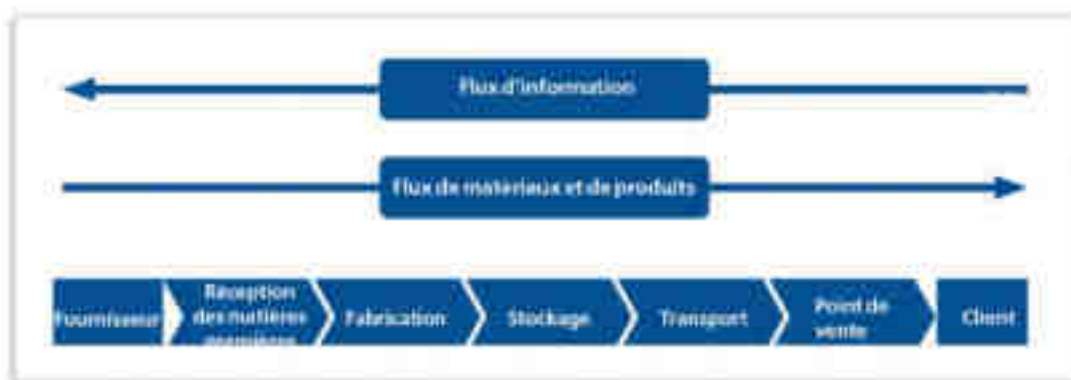 Flux d'information
Flux de matériaux et de produits
Fournisseur
Réception
des matières
premières
Fabrication
Stockage
Transport
Point de
vente
Client